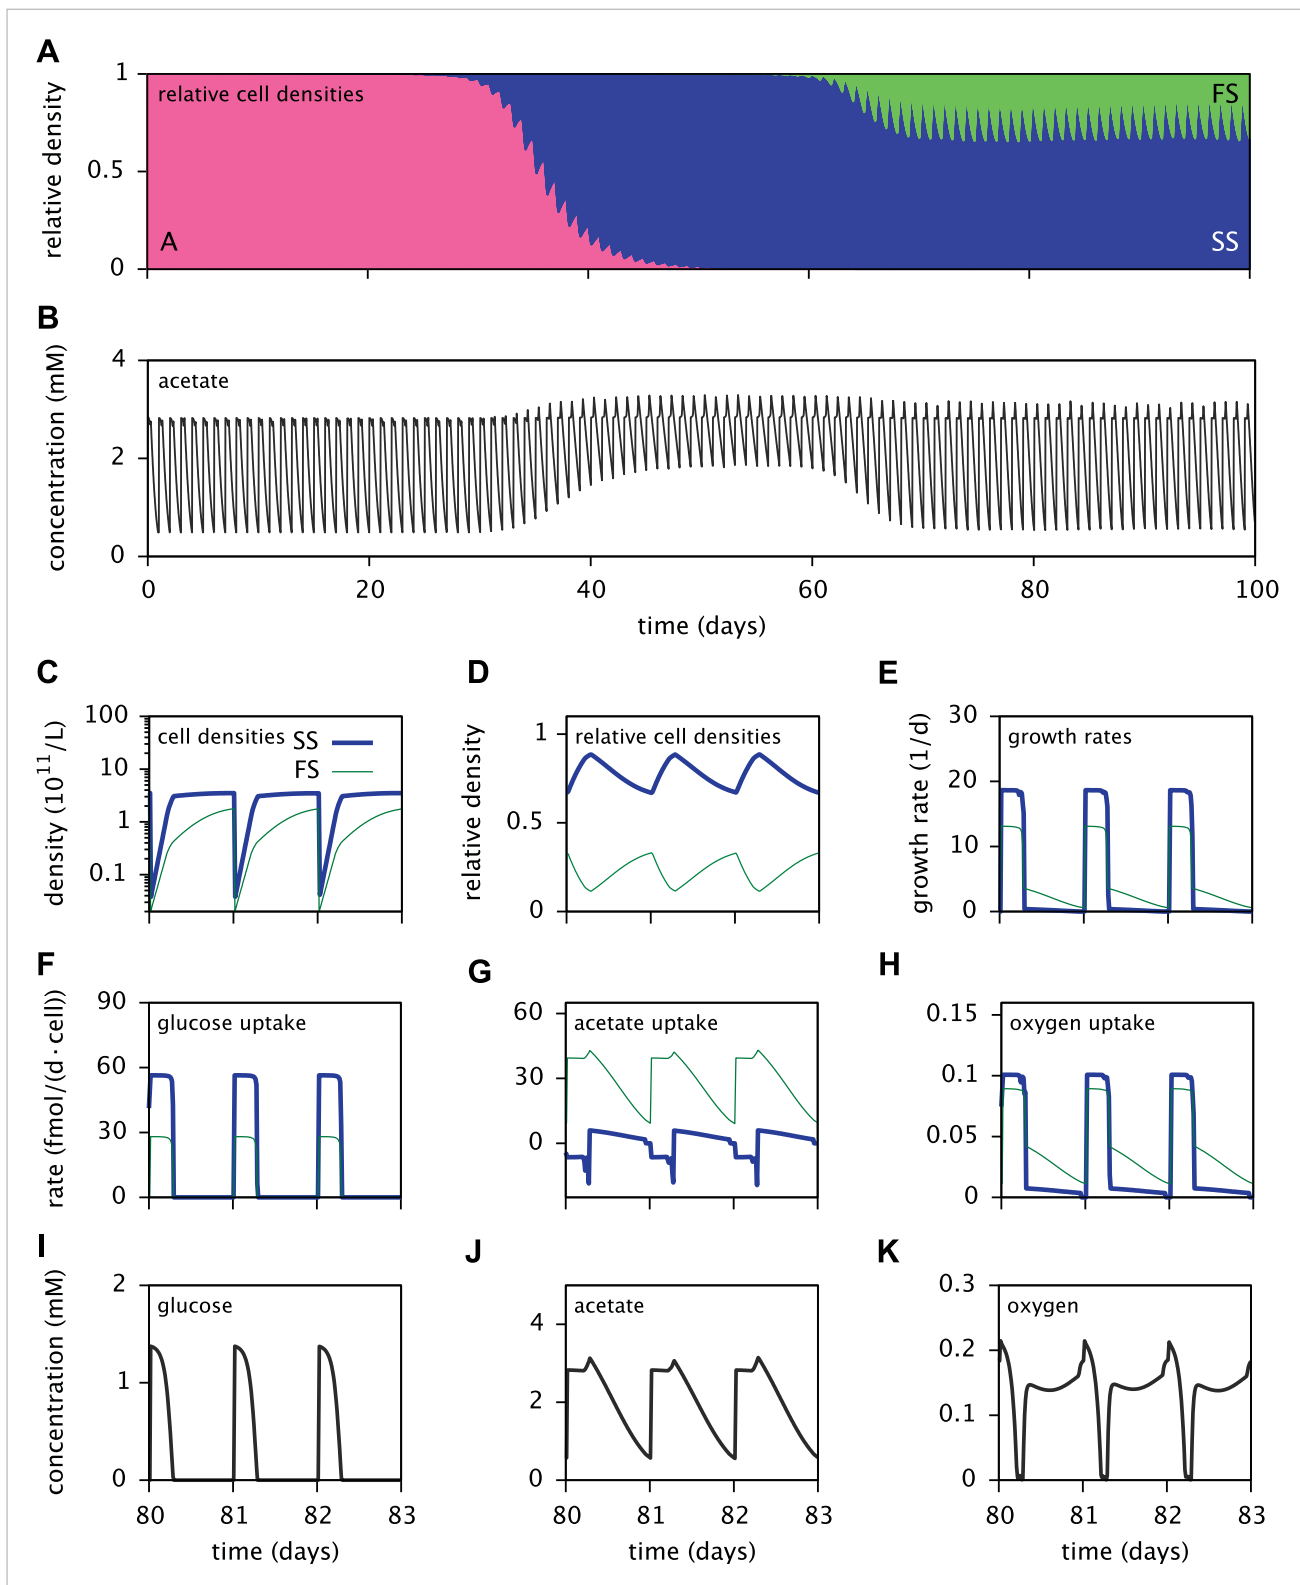 A
relative density
1
0.5
0
relative cell densities
A
FS
SS
B
concentration (mM)
4
2
0
acetate
0 20 40 60 80 100
time (days)
C
density (10^11/L)
100
10
1
0.1
cell densities
SS
FS
D
relative density
1
0.5
0
relative cell densities
E
growth rate (1/d)
30
20
10
0
growth rates
F
rate (fmol/(d·cell))
90
60
30
0
glucose uptake
G
60
30
0
acetate uptake
H
0.15
0.1
0.05
0
oxygen uptake
I
concentration (mM)
2
1
0
glucose
80 81 82 83
time (days)
J
4
2
0
acetate
80 81 82 83
time (days)
K
0.3
0.2
0.1
0
oxygen
80 81 82 83
time (days)